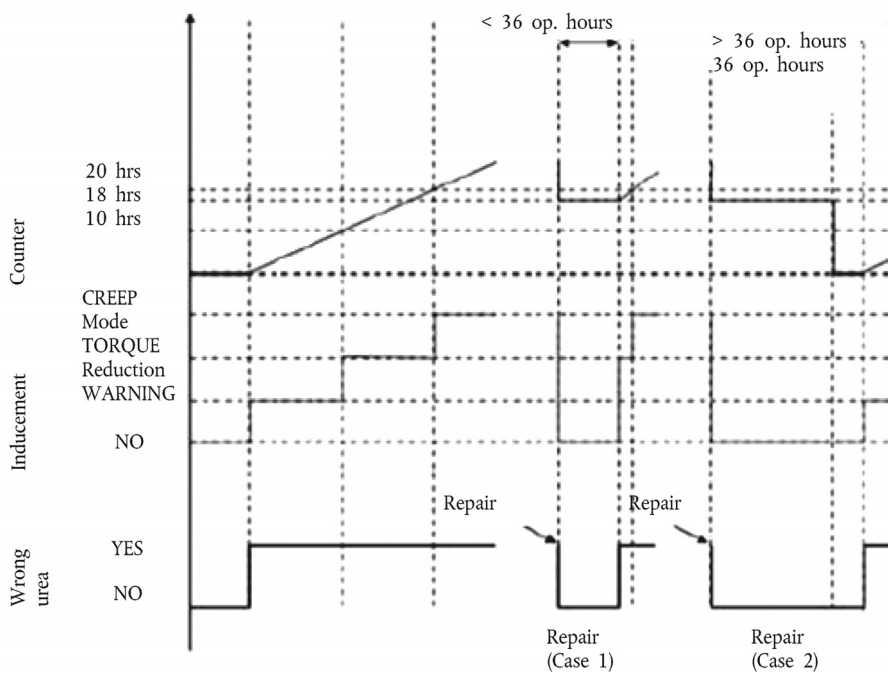 < 36 op. hours
> 36 op. hours
36 op. hours
20 hrs
18 hrs
10 hrs
Counter
CREEP
Mode
TORQUE
Reduction
WARNING
NO
Inducement
Repair
Repair
YES
NO
Wrong
urea
Repair
(Case 1)
Repair
(Case 2)